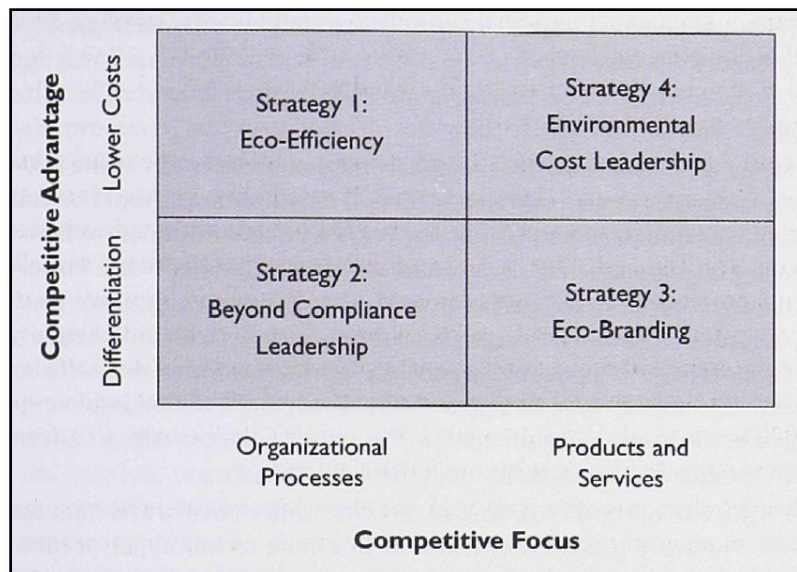 Competitive Advantage
Lower Costs
Differentiation
Strategy 1:
Eco-Efficiency
Strategy 4:
Environmental
Cost Leadership
Strategy 2:
Beyond Compliance
Leadership
Strategy 3:
Eco-Branding
Organizational
Processes
Products and
Services
Competitive Focus